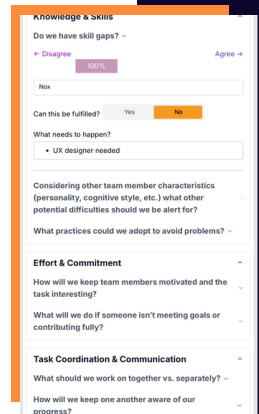 Knowledge & Skills
Do we have skill gaps?
← Disagree
Agree →
100%
Nox
Can this be fulfilled?
Yes
No
What needs to happen?
• UX designer needed
Considering other team member characteristics
(personality, cognitive style, etc.) what other
potential difficulties should we be alert for?
What practices could we adopt to avoid problems?
Effort & Commitment
How will we keep team members motivated and the
task interesting?
What will we do if someone isn't meeting goals or
contributing fully?
Task Coordination & Communication
What should we work on together vs. separately?
How will we keep one another aware of our
progress?